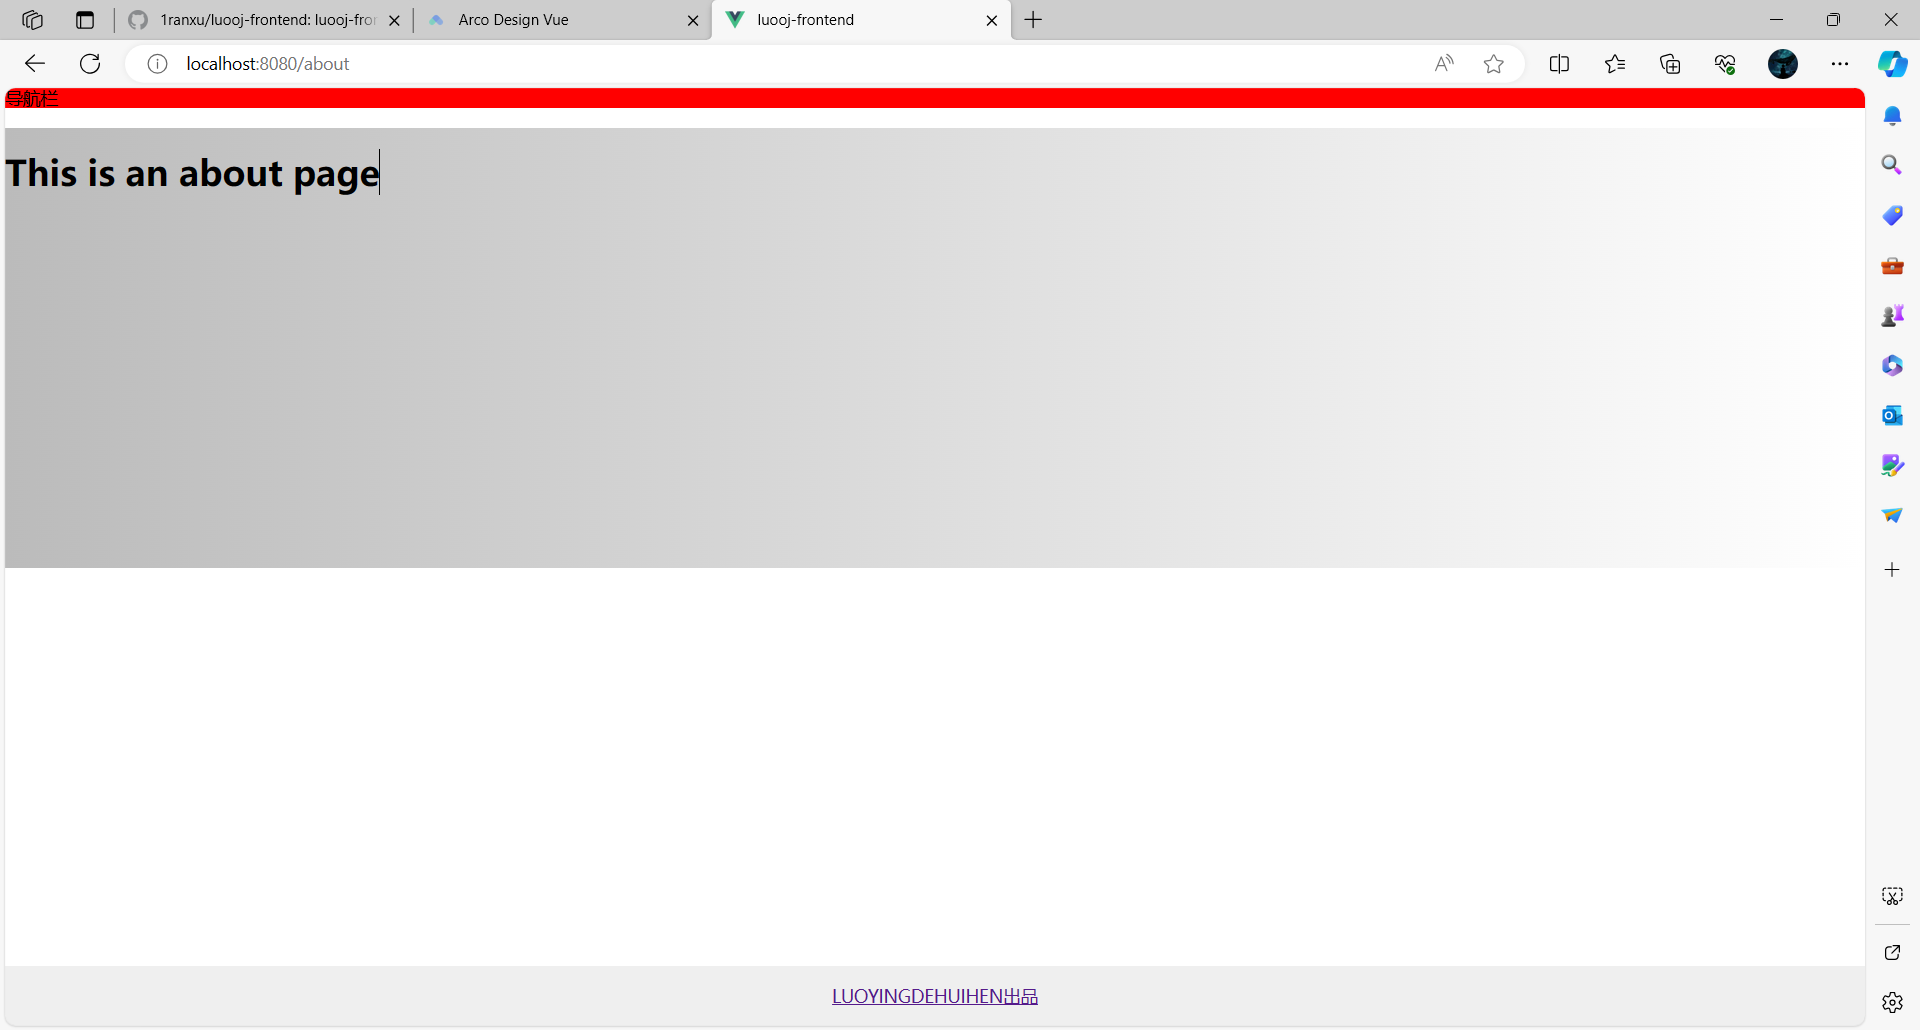 1ranxu/luooj-frontend: luooj-fron
Arco Design Vue
luooj-frontend
localhost:8080/about
导航栏
This is an about page
LUOYINGDEHUIHEN出品